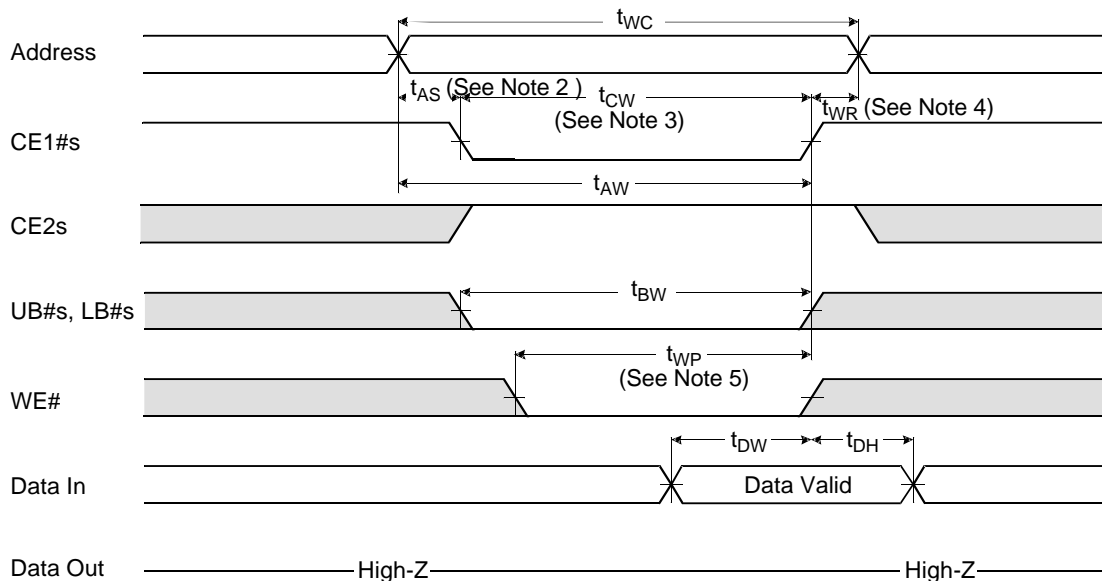 tWC
Address
tAS (See Note 2 )
tCW
(See Note 3)
tWR (See Note 4)
CE1#s
tAW
CE2s
tBW
UB#s, LB#s
tWP
(See Note 5)
WE#
tDW
tDH
Data In
Data Valid
Data Out
High-Z
High-Z